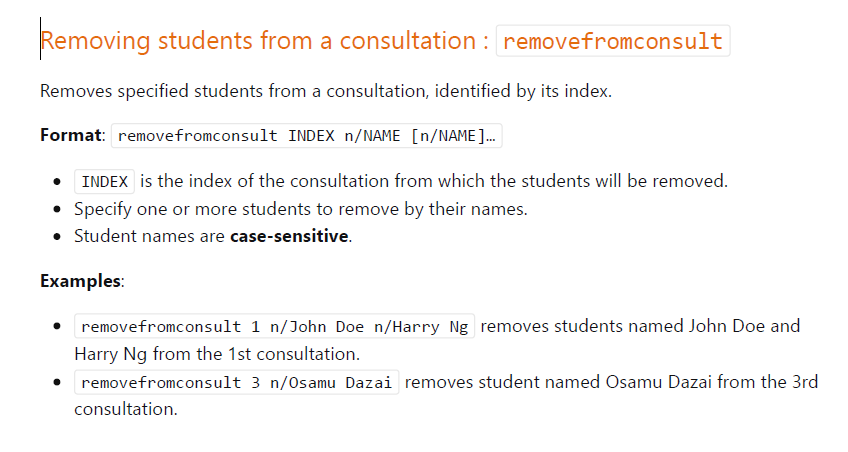 Removing students from a consultation : removefromconsult
Removes specified students from a consultation, identified by its index.
Format: removefromconsult INDEX n/NAME [n/NAME]…
• INDEX is the index of the consultation from which the students will be removed.
• Specify one or more students to remove by their names.
• Student names are case-sensitive.
Examples:
• removefromconsult 1 n/John Doe n/Harry Ng removes students named John Doe and
Harry Ng from the 1st consultation.
• removefromconsult 3 n/Osamu Dazai removes student named Osamu Dazai from the 3rd
consultation.